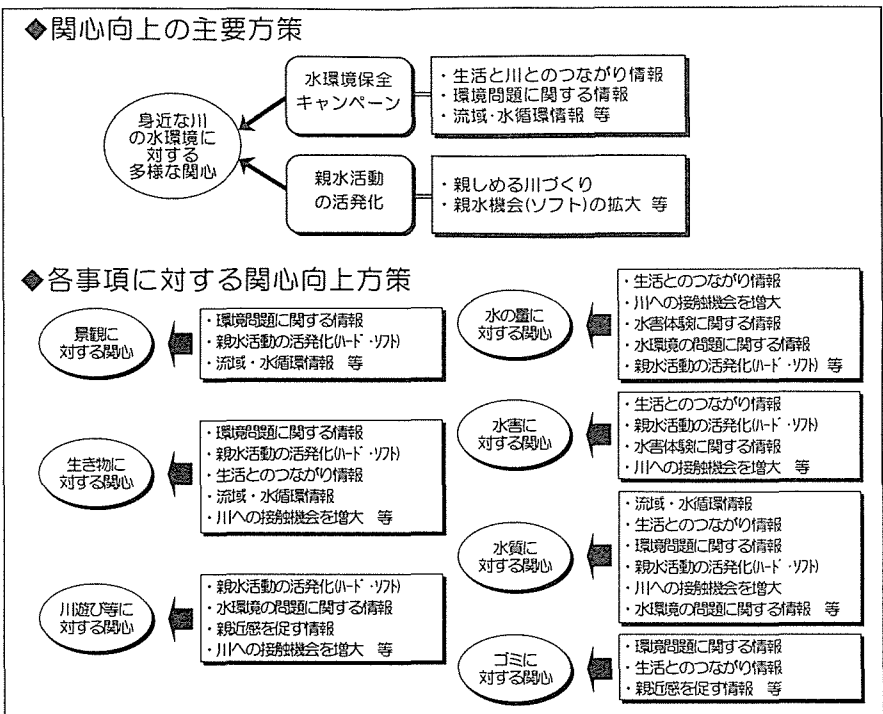 ◆関心向上の主要方策
身近な川
の水環境に
対する
多様な関心
水環境保全
キャンペーン
・生活と川とのつながり情報
・環境問題に関する情報
・流域・水循環情報 等
親水活動
の活発化
・親しめる川づくり
・親水機会(ソフト)の拡大 等
◆各事項に対する関心向上方策
景観に
対する関心
・環境問題に関する情報
・親水活動の活発化(ハード・ソフト)
・流域・水循環情報 等
生き物に
対する関心
・環境問題に関する情報
・親水活動の活発化(ハード・ソフト)
・生活とのつながり情報
・流域・水循環情報
・川への接触機会を増大 等
川遊び等に
対する関心
・親水活動の活発化(ハード・ソフト)
・水環境の問題に関する情報
・親近感を促す情報
・川への接触機会を増大 等
水の量に
対する関心
・生活とのつながり情報
・川への接触機会を増大
・水害体験に関する情報
・水環境の問題に関する情報
・親水活動の活発化(ハード・ソフト) 等
水害に
対する関心
・生活とのつながり情報
・親水活動の活発化(ハード・ソフト)
・水害体験に関する情報
・川への接触機会を増大 等
水質に
対する関心
・流域・水循環情報
・生活とのつながり情報
・環境問題に関する情報
・親水活動の活発化(ハード・ソフト)
・川への接触機会を増大
・水環境の問題に関する情報 等
ゴミに
対する関心
・環境問題に関する情報
・生活とのつながり情報
・親近感を促す情報 等